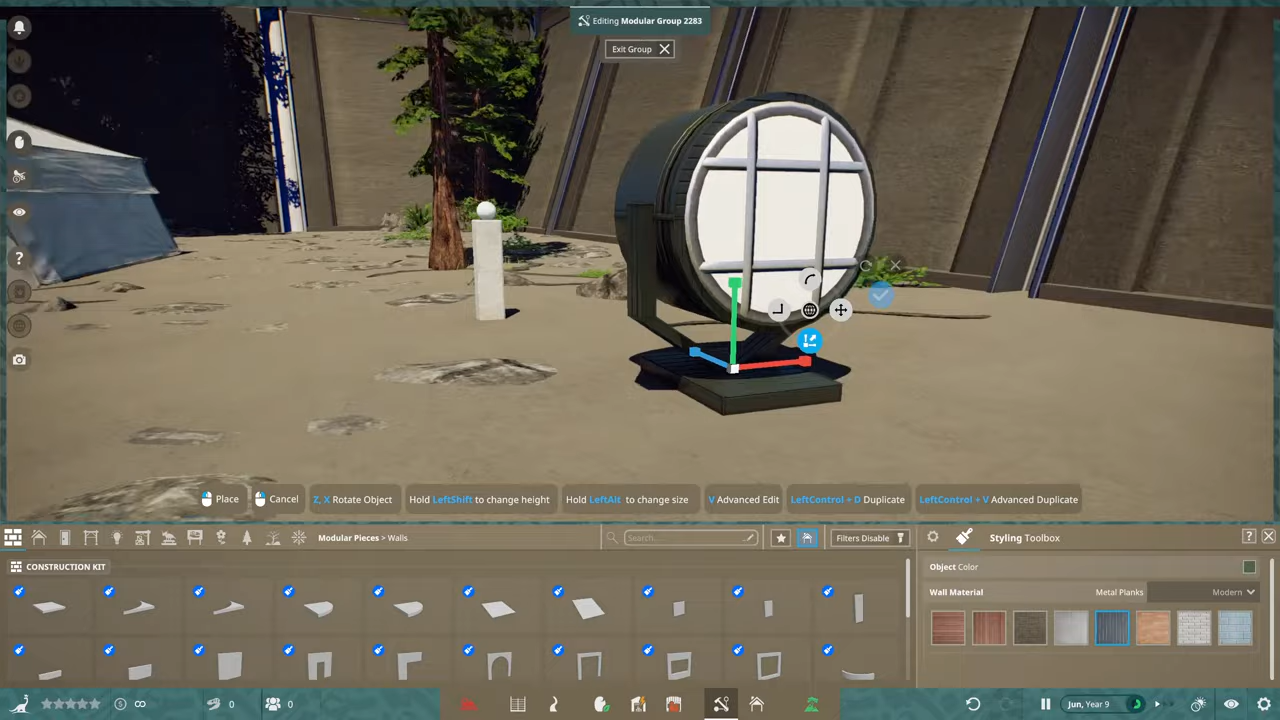 Editing Modular Group 2283
Exit Group
?
Place
Cancel
Z, X Rotate Object
Hold LeftShift to change height
Hold LeftAlt to change size
V Advanced Edit
LeftControl + D Duplicate
LeftControl + V Advanced Duplicate
Modular Pieces > Walls
Search...
Filters Disable
Styling Toolbox
?
CONSTRUCTION KIT
Object Color
Wall Material
Metal Planks
Modern
∞
0
0
Jun, Year 9